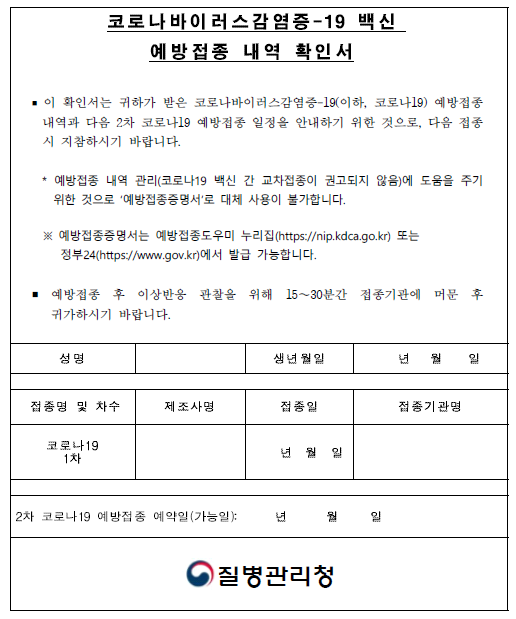 코로나바이러스감염증-19 백신
예방접종 내역 확인서
▪ 이 확인서는 귀하가 받은 코로나바이러스감염증-19(이하, 코로나19) 예방접종
내역과 다음 2차 코로나19 예방접종 일정을 안내하기 위한 것으로, 다음 접종
시 지참하시기 바랍니다.
* 예방접종 내역 관리(코로나19 백신 간 교차접종이 권고되지 않음)에 도움을 주기
위한 것으로 '예방접종증명서'로 대체 사용이 불가합니다.
※ 예방접종증명서는 예방접종도우미 누리집(https://nip.kdca.go.kr) 또는
정부24(https://www.gov.kr)에서 발급 가능합니다.
▪ 예방접종 후 이상반응 관찰을 위해 15~30분간 접종기관에 머문 후
귀가하시기 바랍니다.
성명 생년월일 년 월 일
접종명 및 차수 제조사명 접종일 접종기관명
코로나19
1차 년 월 일
2차 코로나19 예방접종 예약일(가능일): 년 월 일
질병관리청